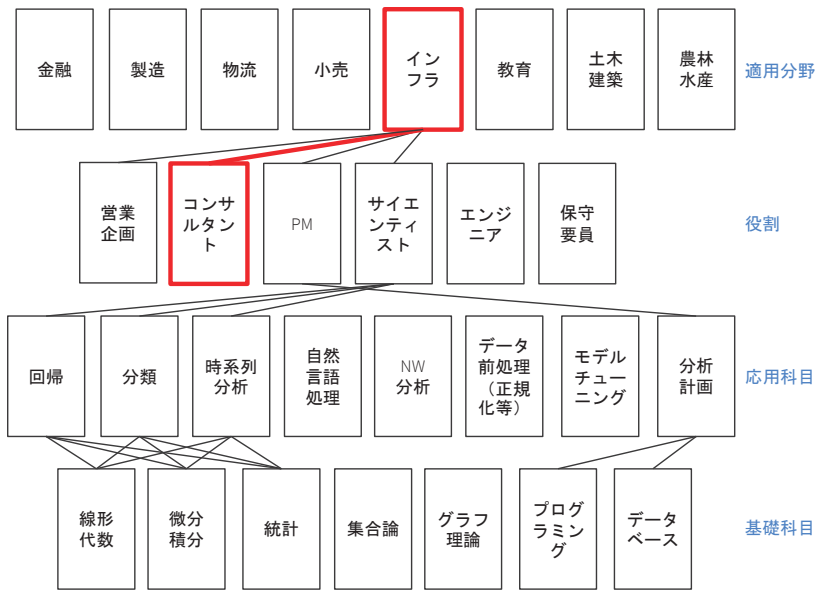 金融
製造
物流
小売
イン
フラ
教育
土木
建築
農林
水産
適用分野
営業
企画
コンサ
ルタン
ト
PM
サイエ
ンティ
スト
エンジ
ニア
保守
要員
役割
回帰
分類
時系列
分析
自然
言語
処理
NW
分析
データ
前処理
（正規
化等）
モデル
チュー
ニング
分析
計画
応用科目
線形
代数
微分
積分
統計
集合論
グラフ
理論
プログ
ラミン
グ
データ
ベース
基礎科目